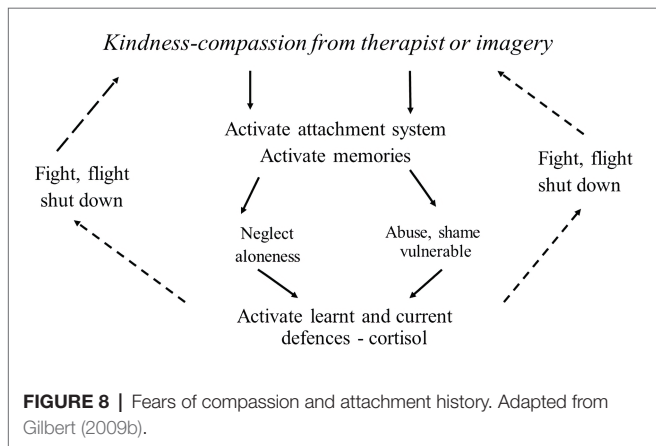 Kindness-compassion from therapist or imagery
Activate attachment system
Activate memories
Fight, flight
shut down
Fight, flight
shut down
Neglect
aloneness
Abuse, shame
vulnerable
Activate learnt and current
defences - cortisol
FIGURE 8 | Fears of compassion and attachment history. Adapted from
Gilbert (2009b).